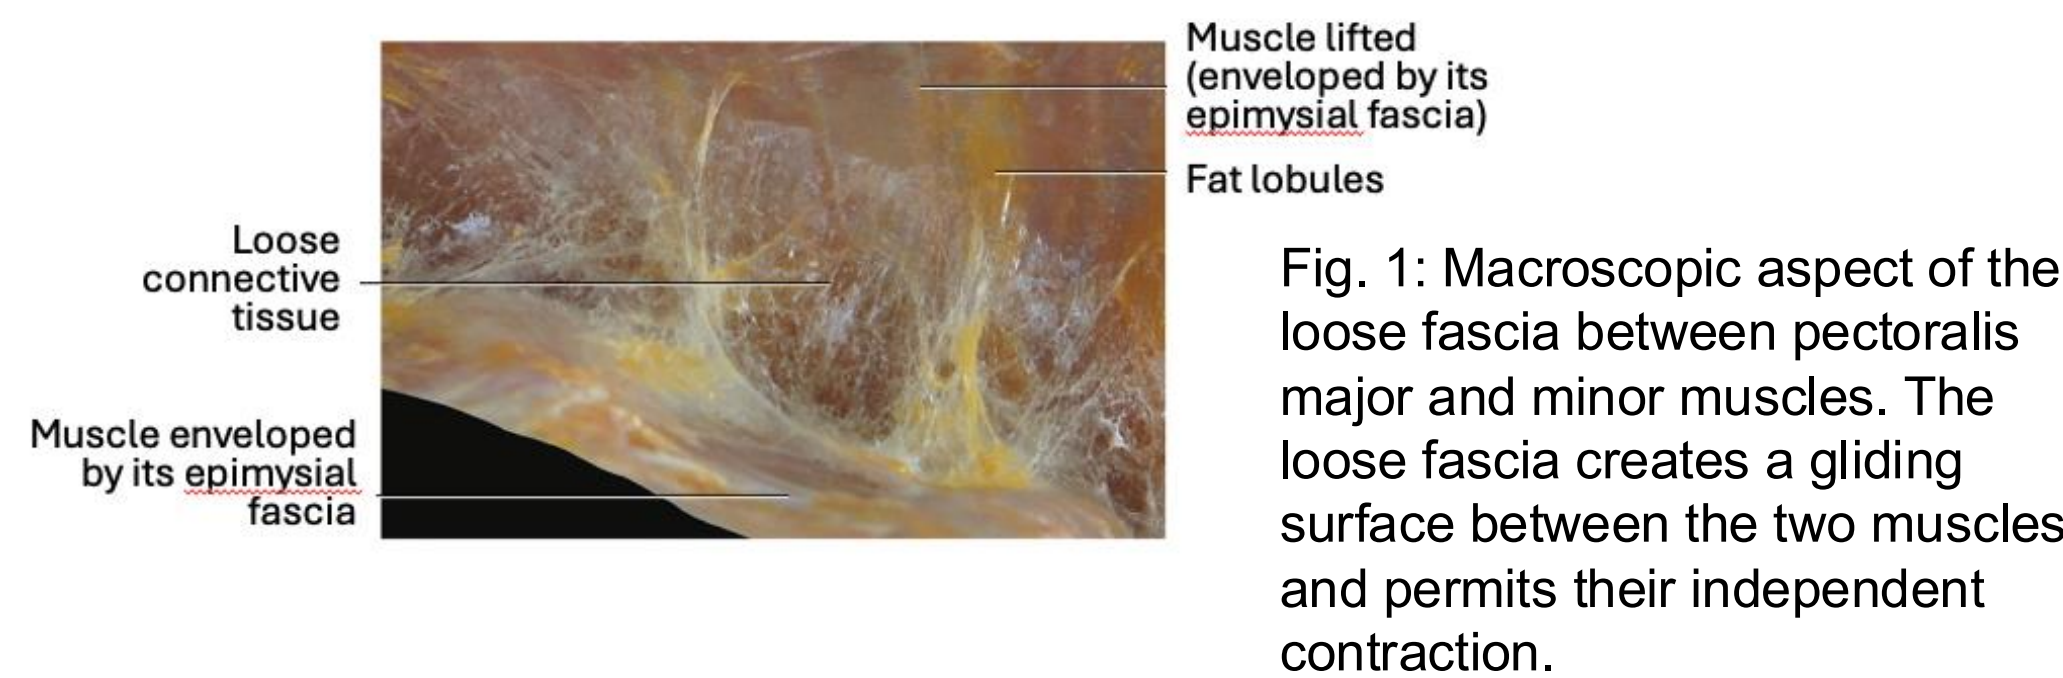 Muscle lifted
(enveloped by its
epimysial fascia)
Fat lobules
Loose
connective
tissue
Muscle enveloped
by its epimysial
fascia
Fig. 1: Macroscopic aspect of the
loose fascia between pectoralis
major and minor muscles. The
loose fascia creates a gliding
surface between the two muscles
and permits their independent
contraction.